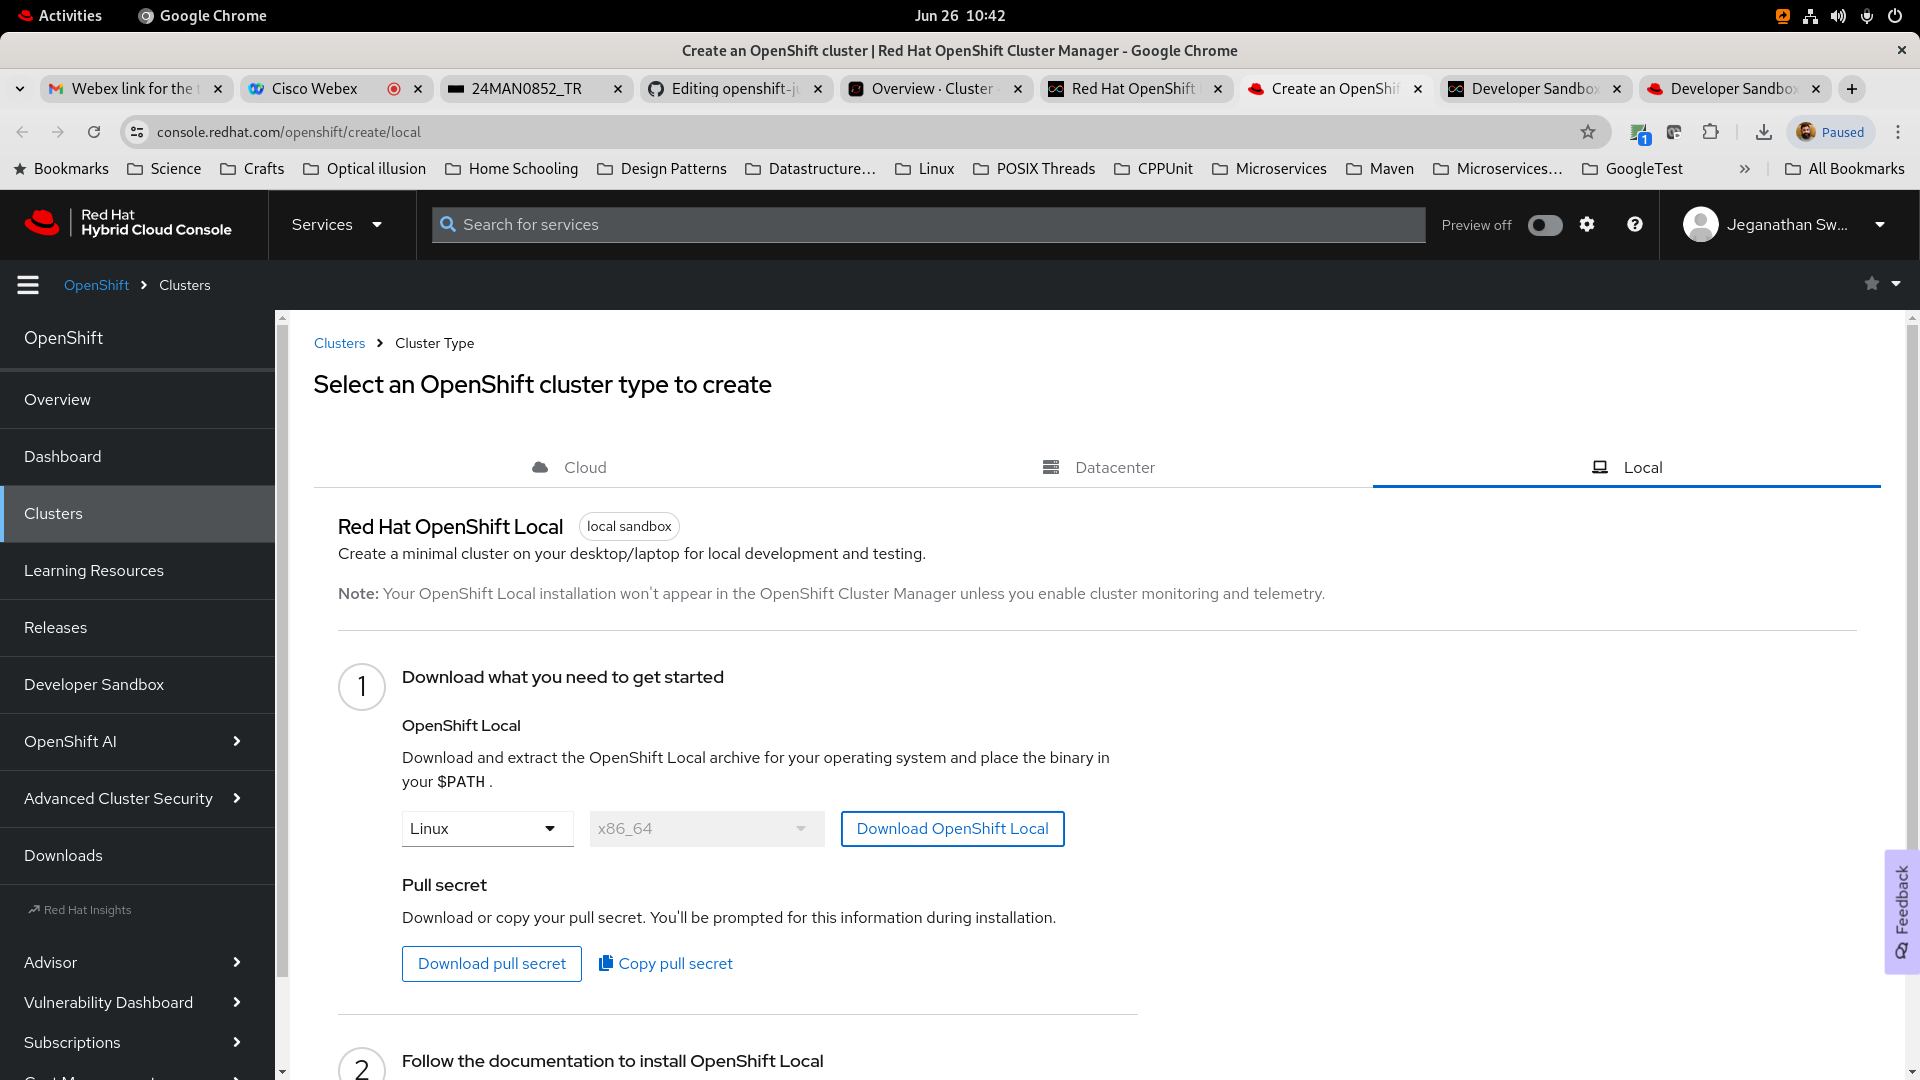 Activities
Google Chrome
Jun 26 10:42
Create an OpenShift cluster | Red Hat OpenShift Cluster Manager - Google Chrome
Webex link for the t
Cisco Webex
24MAN0852_TR
Editing openshift-ju
Overview · Cluster
Red Hat OpenShift
Create an OpenShif
Developer Sandbox
Developer Sandbox
console.redhat.com/openshift/create/local
1
Paused
Bookmarks
Science
Crafts
Optical illusion
Home Schooling
Design Patterns
Datastructure...
Linux
POSIX Threads
CPPUnit
Microservices
Maven
Microservices...
GoogleTest
All Bookmarks
Red Hat
Hybrid Cloud Console
Services
Search for services
Preview off
Jeganathan Sw...
OpenShift
Clusters
OpenShift
Overview
Dashboard
Clusters
Learning Resources
Releases
Developer Sandbox
OpenShift AI
Advanced Cluster Security
Downloads
Red Hat Insights
Advisor
Vulnerability Dashboard
Subscriptions
Clusters
Cluster Type
Select an OpenShift cluster type to create
Cloud
Datacenter
Local
Red Hat OpenShift Local
local sandbox
Create a minimal cluster on your desktop/laptop for local development and testing.
Note: Your OpenShift Local installation won't appear in the OpenShift Cluster Manager unless you enable cluster monitoring and telemetry.
1
Download what you need to get started
OpenShift Local
Download and extract the OpenShift Local archive for your operating system and place the binary in
your $PATH .
Linux
x86_64
Download OpenShift Local
Pull secret
Download or copy your pull secret. You'll be prompted for this information during installation.
Download pull secret
Copy pull secret
2
Follow the documentation to install OpenShift Local
Feedback